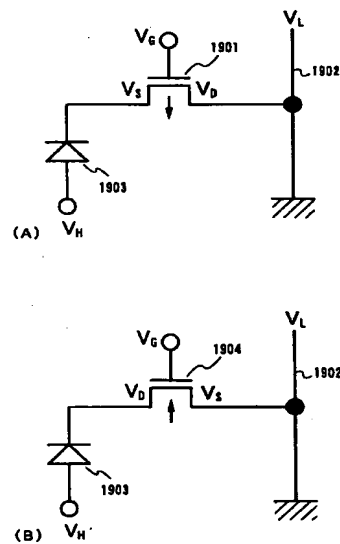 V_L
V_G 1901
1902
V_S V_D
1903
(A) V_H
V_L
V_G 1904
1902
V_D V_S
1903
(B) V_H